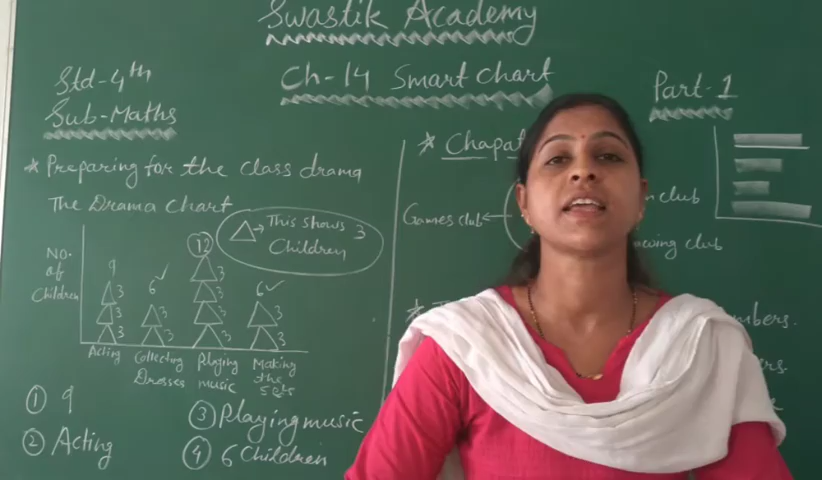 Swastik Academy
Std-4th
Ch-14 Smart Chart
Part-1
Sub-Maths
* Preparing for the class drama
The Drama Chart
△→ This shows 3
Children
No.
of
Children
9
3
3
3
6 ✓
3
3
12
3
3
3
3
6 ✓
3
3
Acting
Collecting
Dresses
Playing
music
Making
the
sets
① 9
② Acting
③ Playing music
④ 6 Children
* Chapat
Games club ←
club
club